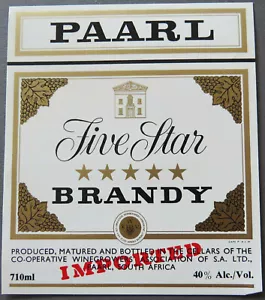 PAARL
Five Star
BRANDY
PRODUCED, MATURED AND BOTTLED IN THE CELLARS OF THE
CO-OPERATIVE WINEGROWERS ASSOCIATION OF S.A. LTD.,
PAARL, SOUTH AFRICA
IMPORTED
710ml
40% Alc./Vol.